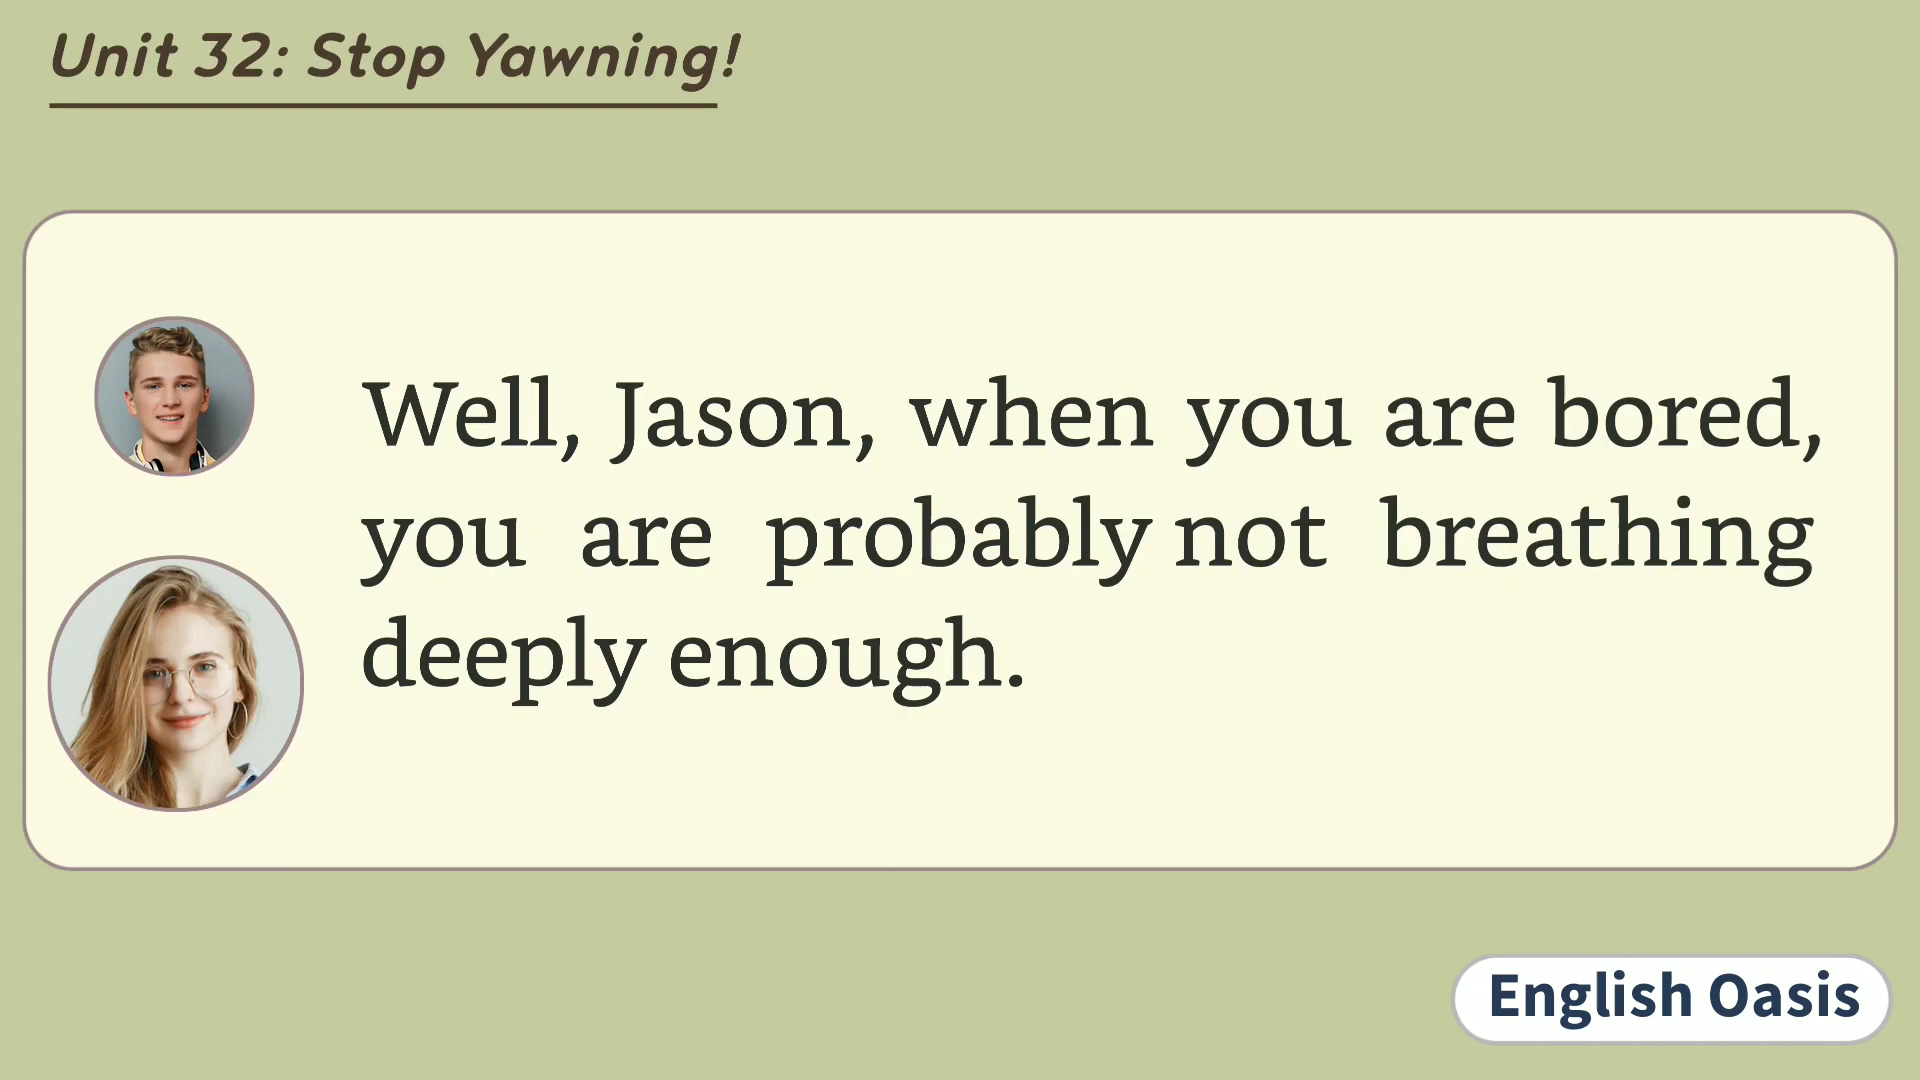 Unit 32: Stop Yawning!
Well, Jason, when you are bored,
you are probably not breathing
deeply enough.
English Oasis